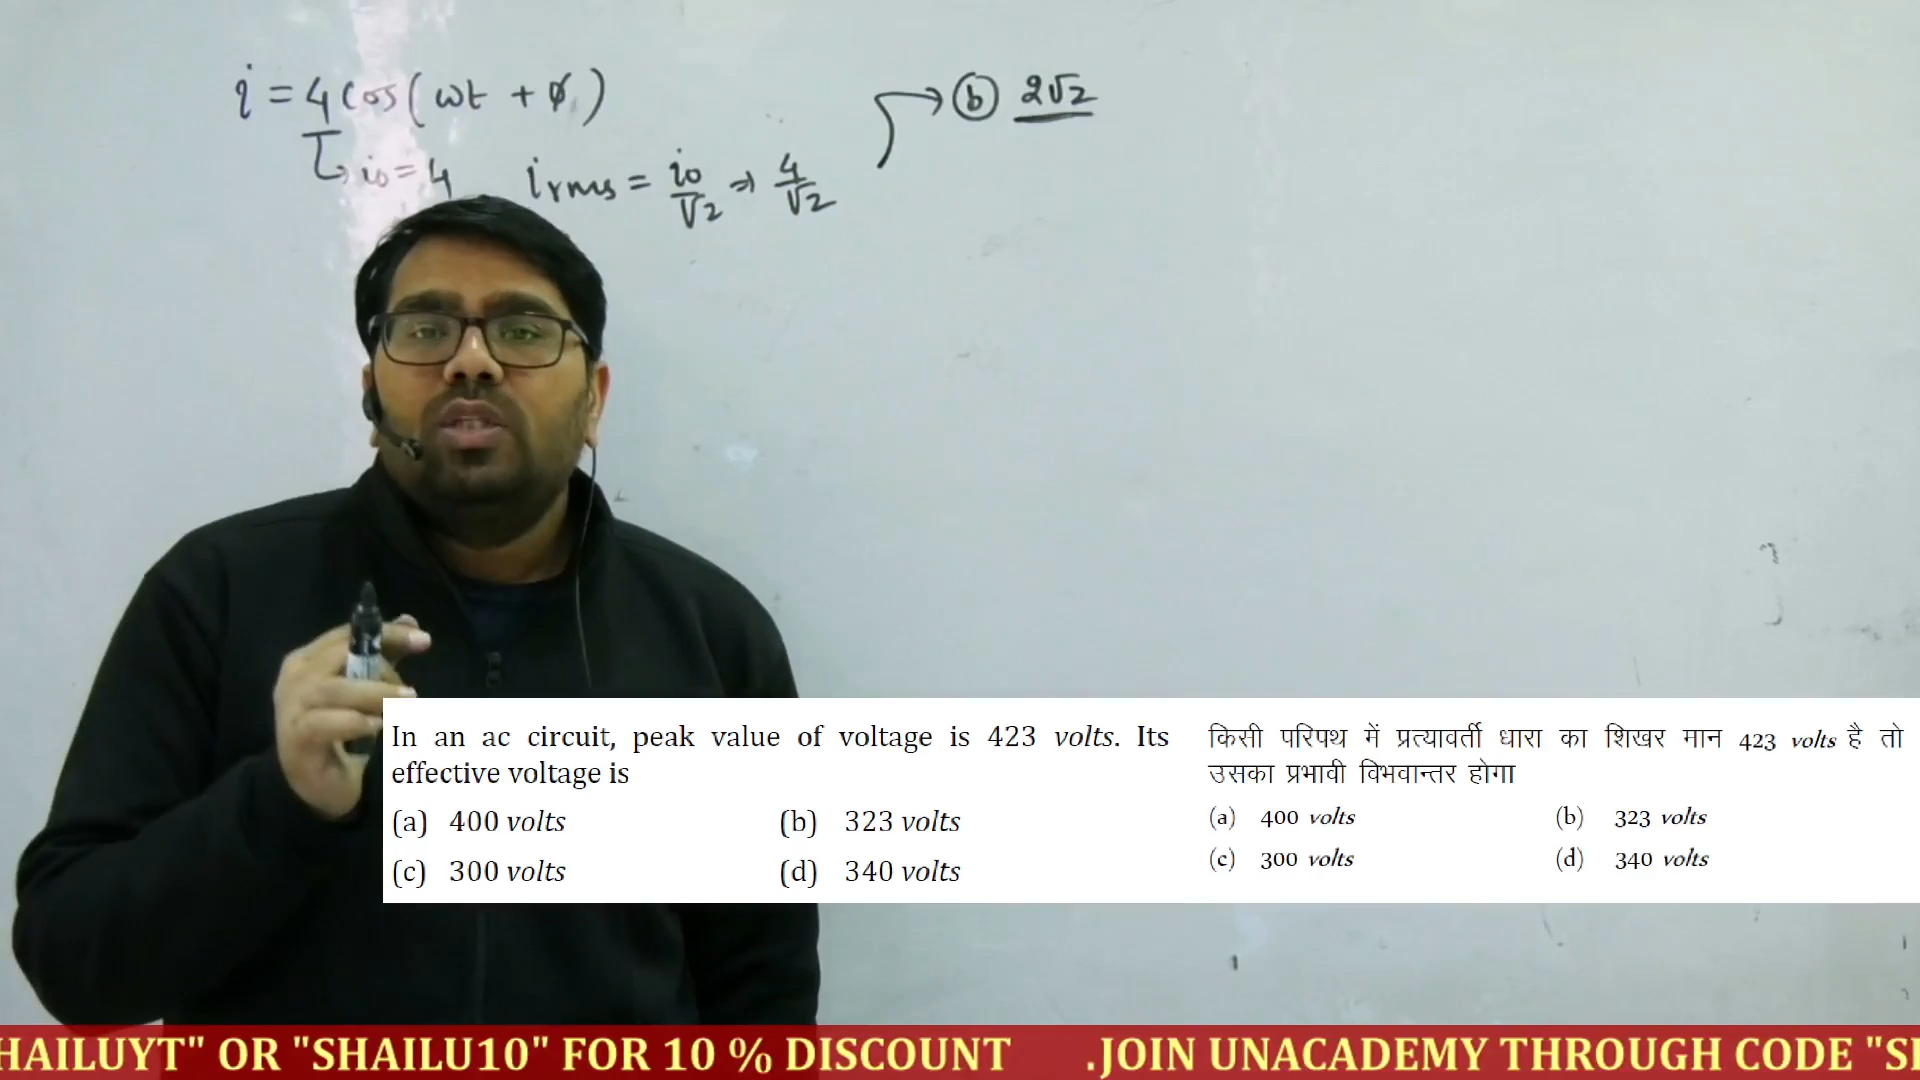 i = 4 cos(ωt + ϕ)
i₀ = 4
i rms = i₀/√2 ⇒ 4/√2
ⓑ 2√2
In an ac circuit, peak value of voltage is 423 volts. Its
effective voltage is
(a) 400 volts (b) 323 volts
(c) 300 volts (d) 340 volts
किसी परिपथ में प्रत्यावर्ती धारा का शिखर मान 423 volts है तो
उसका प्रभावी विभवान्तर होगा
(a) 400 volts (b) 323 volts
(c) 300 volts (d) 340 volts
HAILUYT" OR "SHAILU10" FOR 10 % DISCOUNT .JOIN UNACADEMY THROUGH CODE "S